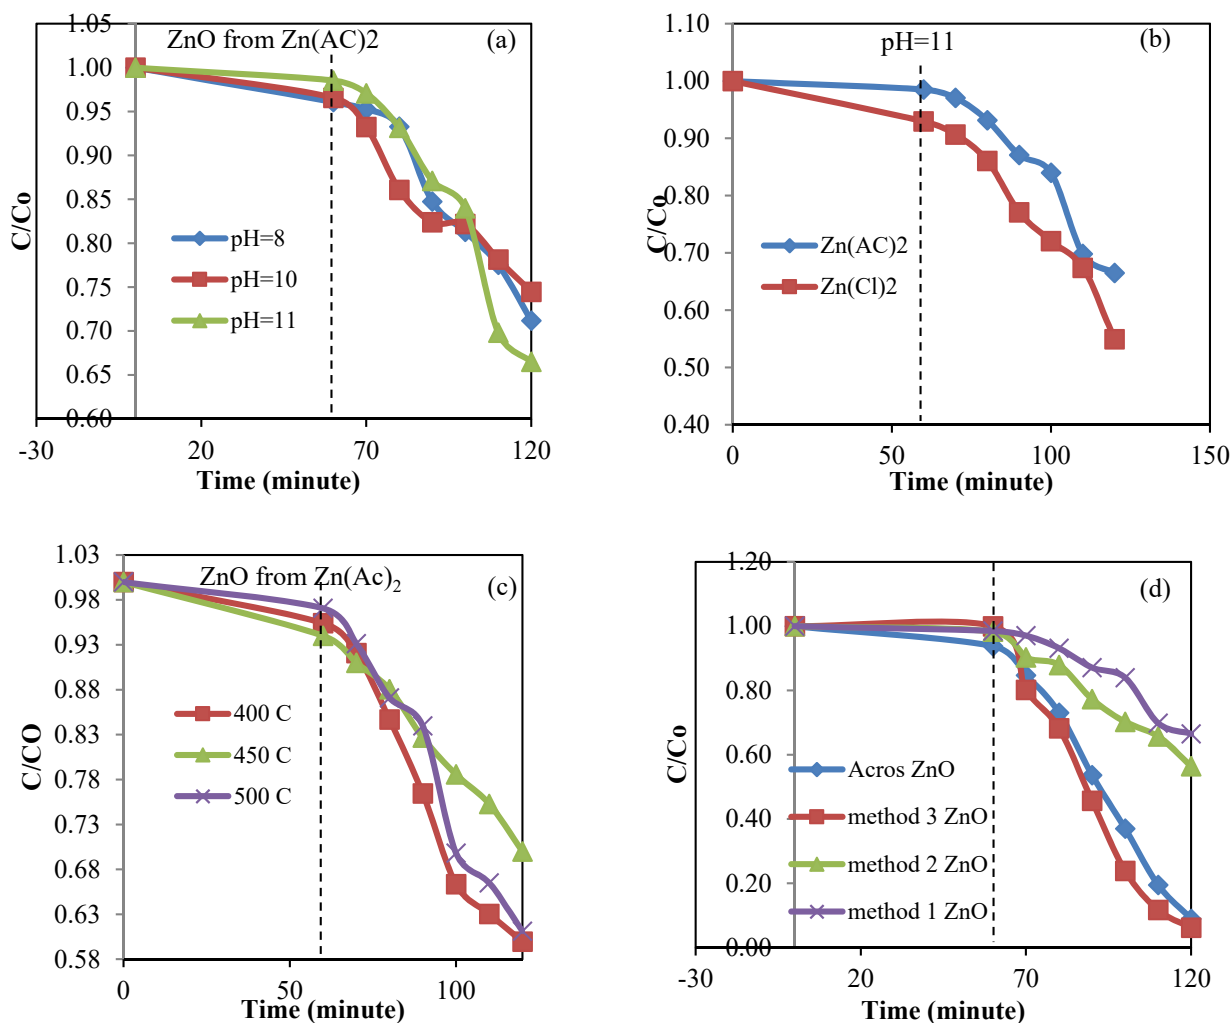 1.05
ZnO from Zn(AC)2
(a)
1.00
0.95
0.90
0.85
0.80
0.75
0.70
0.65
0.60
C/Co
pH=8
pH=10
pH=11
-30
20
70
120
Time (minute)
1.10
pH=11
(b)
1.00
0.90
0.80
0.70
0.60
0.50
0.40
C/Co
Zn(AC)2
Zn(Cl)2
0
50
100
150
Time (minute)
1.03
ZnO from Zn(Ac)₂
(c)
0.98
0.93
0.88
0.83
0.78
0.73
0.68
0.63
0.58
C/CO
400 C
450 C
500 C
0
50
100
Time (minute)
1.20
(d)
1.00
0.80
0.60
0.40
0.20
0.00
C/Co
Acros ZnO
method 3 ZnO
method 2 ZnO
method 1 ZnO
-30
20
70
120
Time (minute)